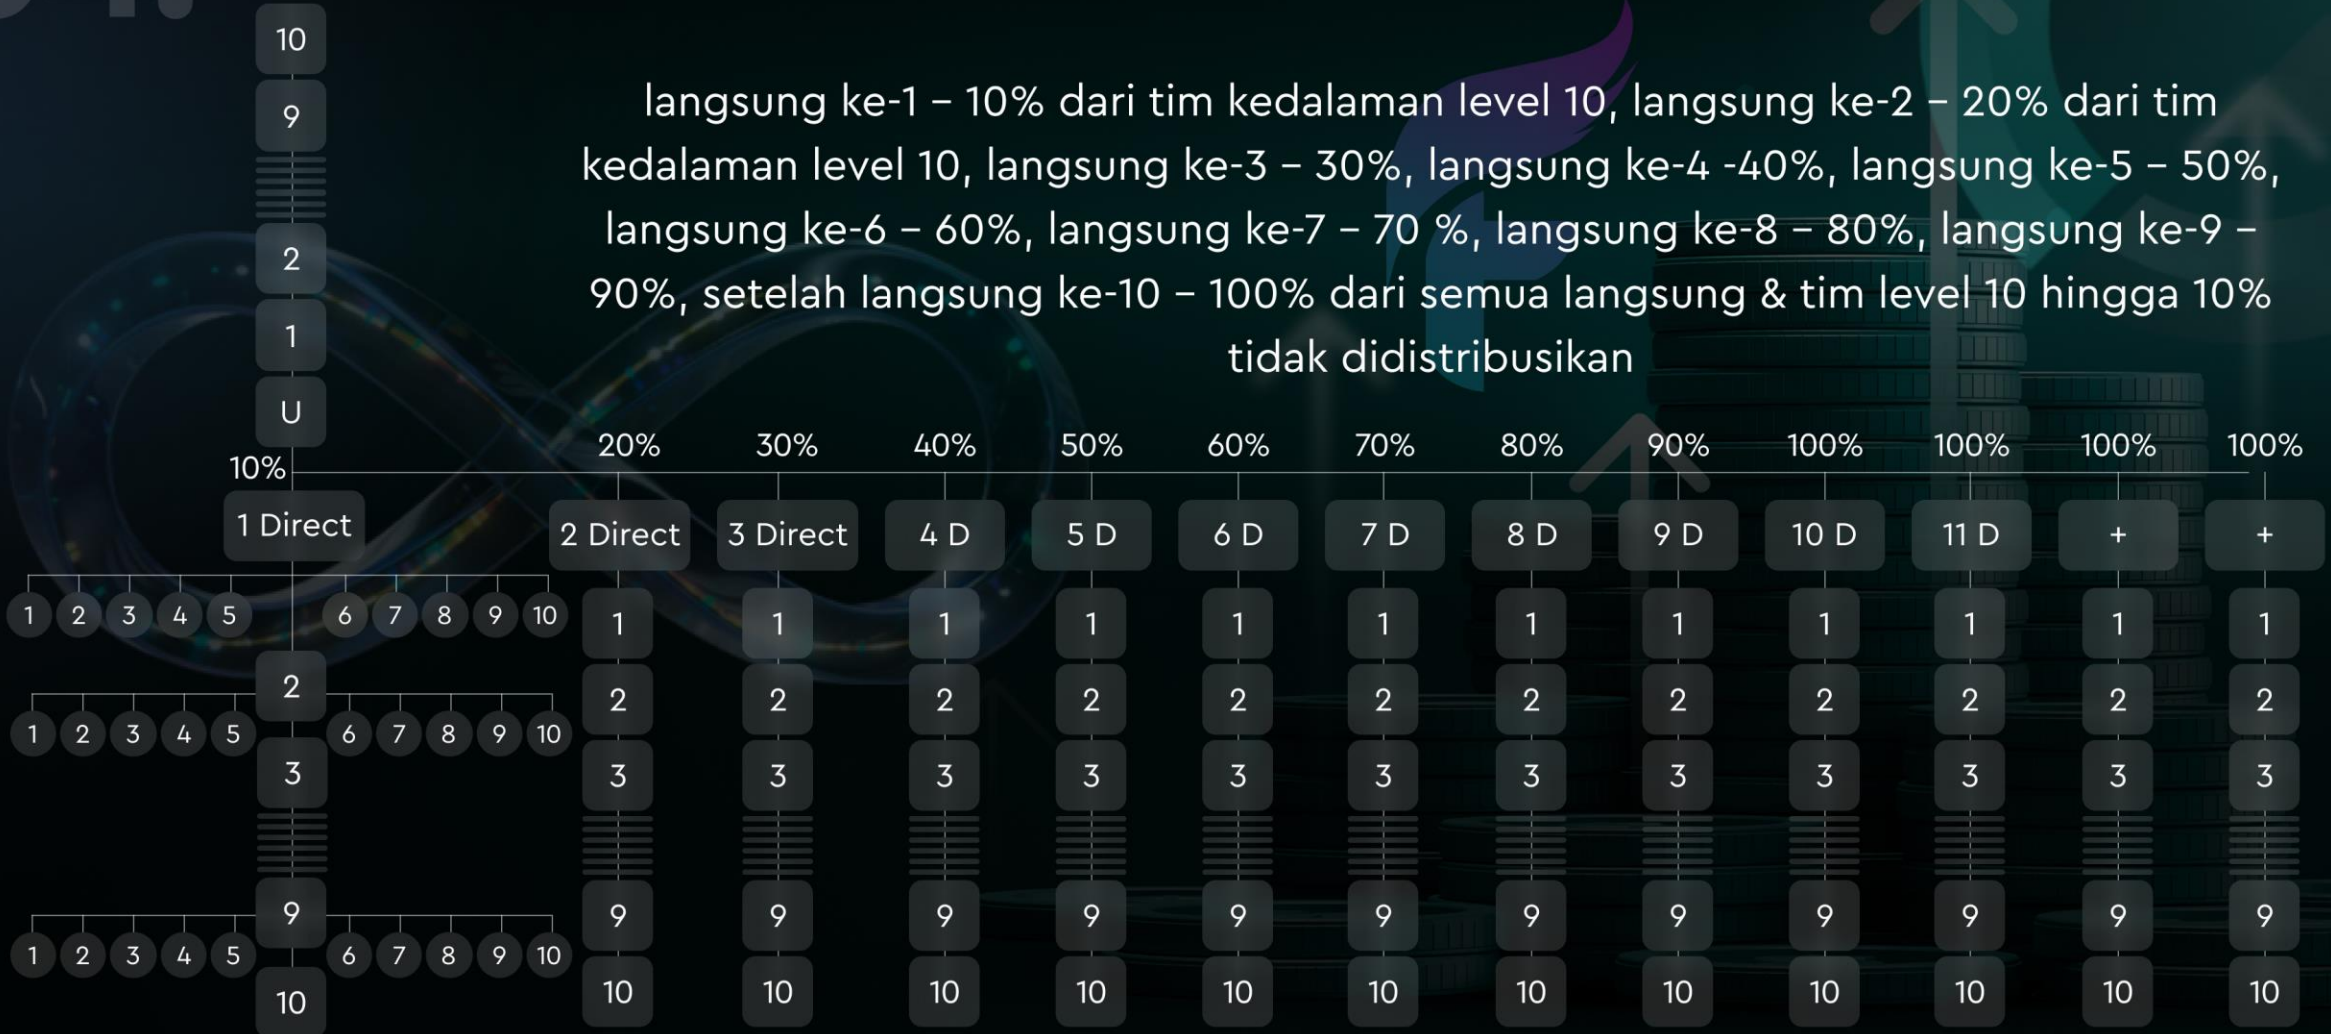 10
9
2
1
U
langsung ke-1 – 10% dari tim kedalaman level 10, langsung ke-2 – 20% dari tim
kedalaman level 10, langsung ke-3 – 30%, langsung ke-4 -40%, langsung ke-5 – 50%,
langsung ke-6 – 60%, langsung ke-7 – 70 %, langsung ke-8 – 80%, langsung ke-9 –
90%, setelah langsung ke-10 – 100% dari semua langsung & tim level 10 hingga 10%
tidak didistribusikan
10% 20% 30% 40% 50% 60% 70% 80% 90% 100% 100% 100% 100%
1 Direct 2 Direct 3 Direct 4 D 5 D 6 D 7 D 8 D 9 D 10 D 11 D + +
1 2 3 4 5 6 7 8 9 10 1 1 1 1 1 1 1 1 1 1 1 1
2 2 2 2 2 2 2 2 2 2 2 2 2
1 2 3 4 5 6 7 8 9 10
3 3 3 3 3 3 3 3 3 3 3 3 3
9 9 9 9 9 9 9 9 9 9 9 9 9
1 2 3 4 5 6 7 8 9 10
10 10 10 10 10 10 10 10 10 10 10 10 10